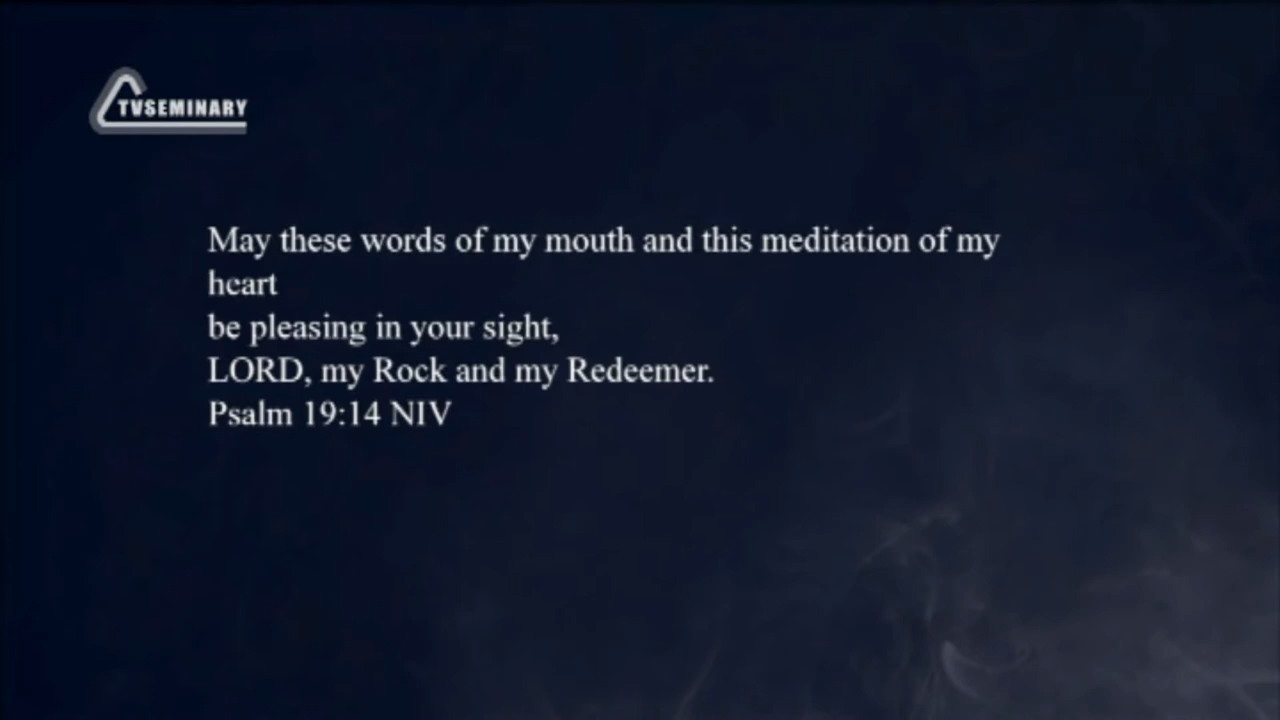 TVSEMINARY
May these words of my mouth and this meditation of my
heart
be pleasing in your sight,
LORD, my Rock and my Redeemer.
Psalm 19:14 NIV